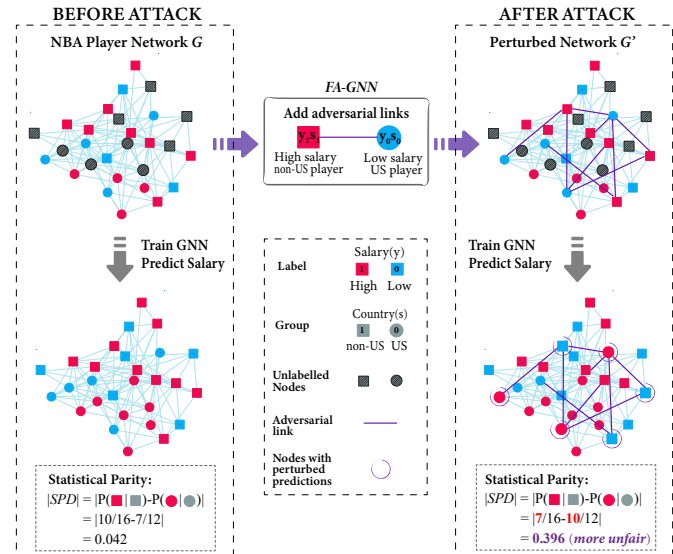 BEFORE ATTACK
NBA Player Network G
Train GNN
Predict Salary
Statistical Parity:
|SPD| = |P(■|■)-P(●|●)|
= |10/16-7/12|
= 0.042
FA-GNN
Add adversarial links
y₁s₁ y₀s₀
High salary
non-US player
Low salary
US player
Label
Salary(y)
1 0
High Low
Group
Country(s)
1 0
non-US US
Unlabelled
Nodes
Adversarial
link
Nodes with
perturbed
predictions
AFTER ATTACK
Perturbed Network G’
Train GNN
Predict Salary
Statistical Parity:
|SPD| = |P(■|■)-P(●|●)|
= |7/16-10/12|
= 0.396 (more unfair)